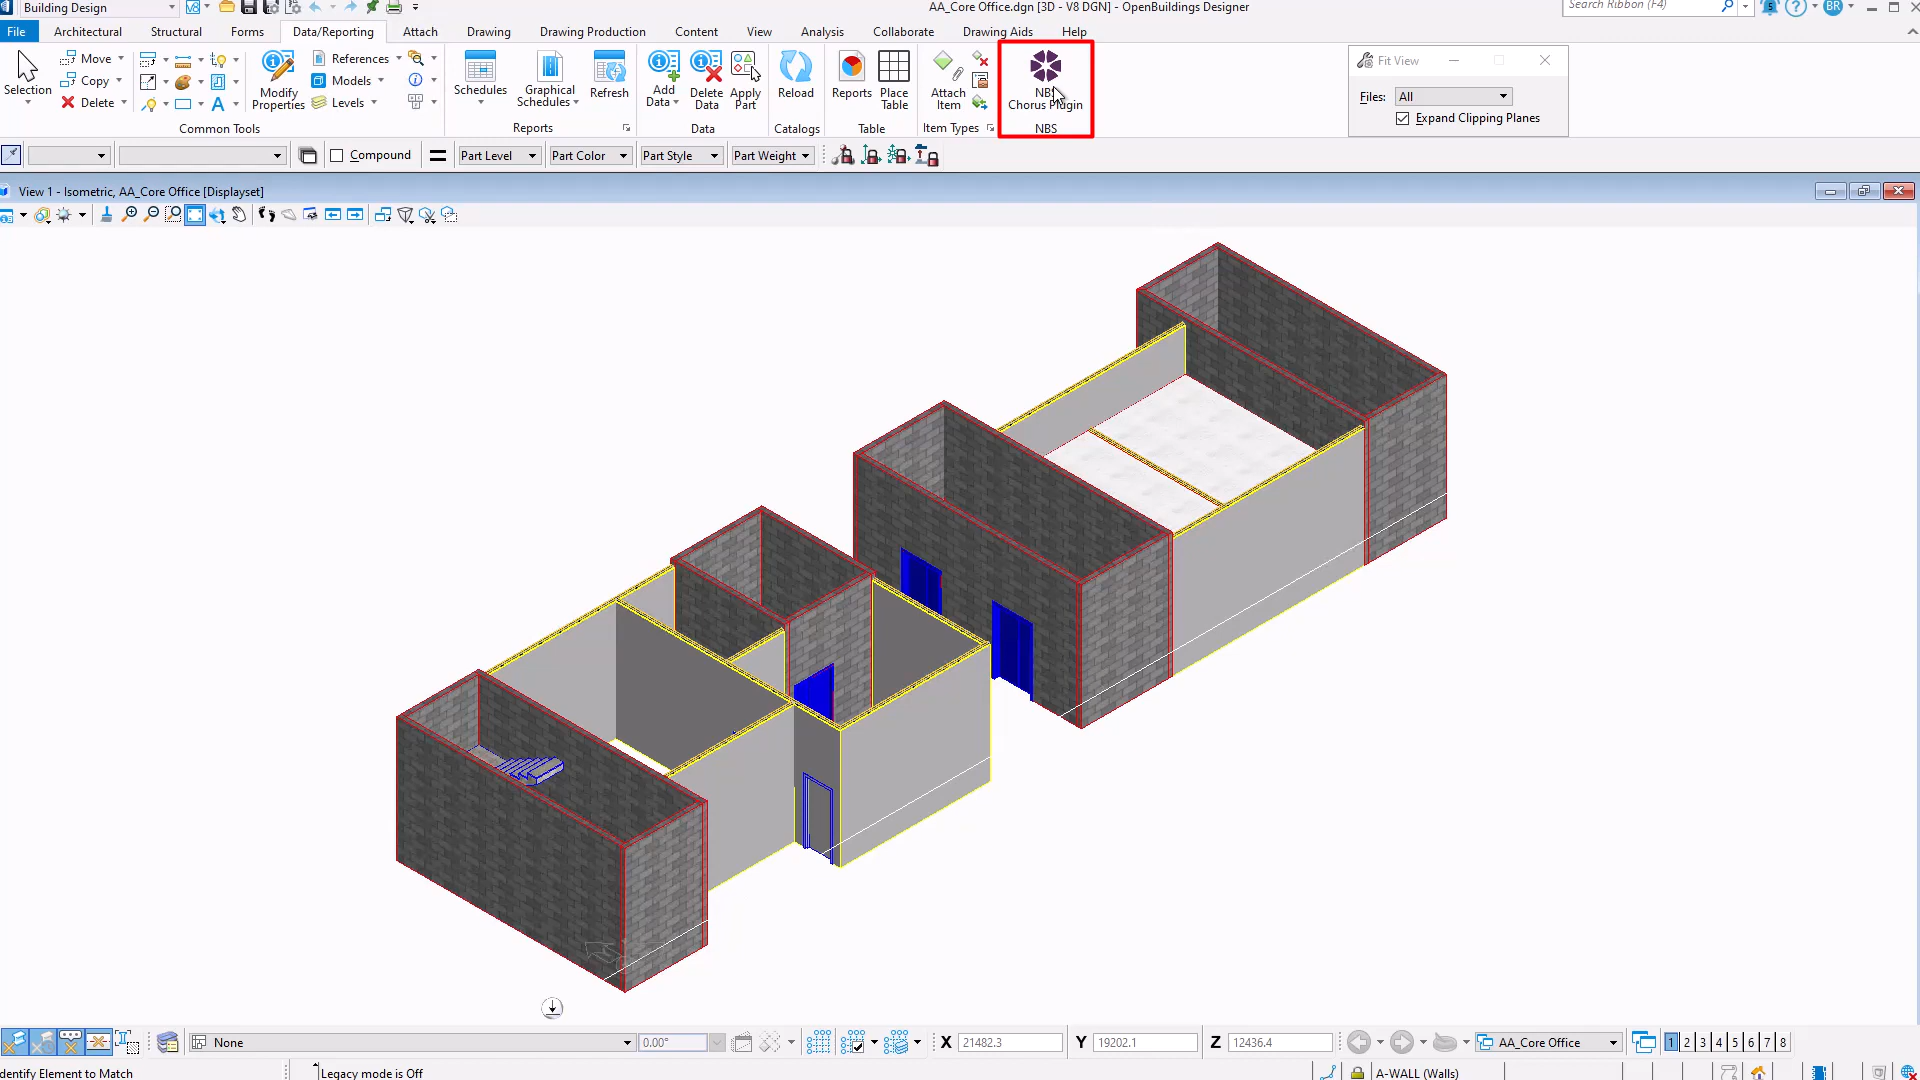 Building Design
AA_Core Office.dgn [3D - V8 DGN] - OpenBuildings Designer
Search Ribbon (F4)
5
BR
File
Architectural
Structural
Forms
Data/Reporting
Attach
Drawing
Drawing Production
Content
View
Analysis
Collaborate
Drawing Aids
Help
Selection
Move
Copy
Delete
Modify
Properties
References
Models
Levels
Common Tools
Schedules
Graphical
Schedules
Refresh
Reports
Add
Data
Delete
Data
Apply
Part
Data
Reload
Catalogs
Reports
Place
Table
Table
Attach
Item
Item Types
NBS
Chorus Plugin
NBS
Fit View
Files: All
Expand Clipping Planes
Compound
Part Level
Part Color
Part Style
Part Weight
View 1 - Isometric, AA_Core Office [Displayset]
None
0.00°
X 21482.3
Y 19202.1
Z 12436.4
AA_Core Office
1 2 3 4 5 6 7 8
dentify Element to Match
Legacy mode is Off
A-WALL (Walls)